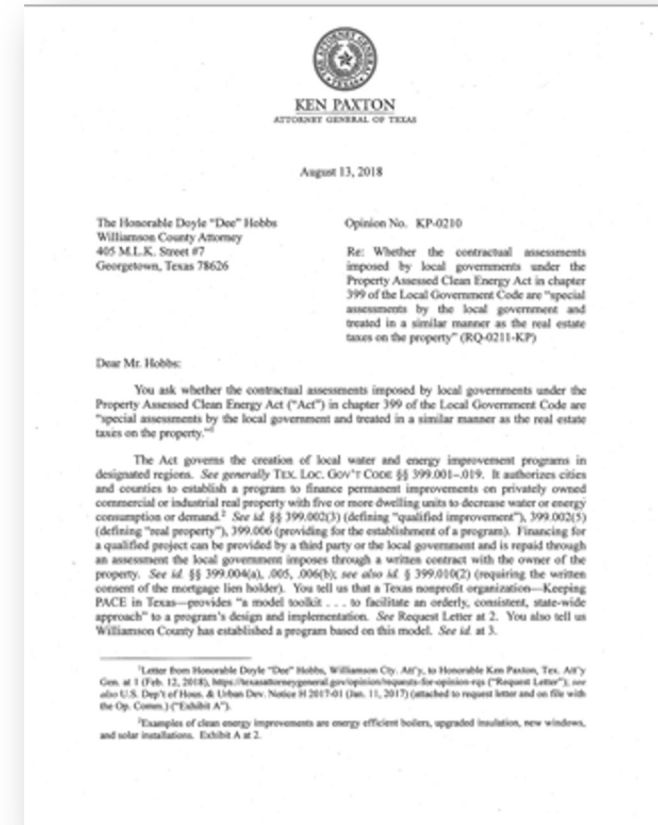 THE ATTORNEY GENERAL
TEXAS
KEN PAXTON
ATTORNEY GENERAL OF TEXAS
August 13, 2018
The Honorable Doyle "Dee" Hobbs
Williamson County Attorney
405 M.L.K. Street #7
Georgetown, Texas 78626
Opinion No. KP-0210
Re: Whether the contractual assessments
imposed by local governments under the
Property Assessed Clean Energy Act in chapter
399 of the Local Government Code are "special
assessments by the local government and
treated in a similar manner as the real estate
taxes on the property" (RQ-0211-KP)
Dear Mr. Hobbs:
You ask whether the contractual assessments imposed by local governments under the
Property Assessed Clean Energy Act ("Act") in chapter 399 of the Local Government Code are
"special assessments by the local government and treated in a similar manner as the real estate
taxes on the property."1
The Act governs the creation of local water and energy improvement programs in
designated regions. See generally TEX. LOC. GOV'T CODE §§ 399.001–.019. It authorizes cities
and counties to establish a program to finance permanent improvements on privately owned
commercial or industrial real property with five or more dwelling units to decrease water or energy
consumption or demand.2 See id. §§ 399.002(3) (defining "qualified improvement"), 399.002(5)
(defining "real property"), 399.006 (providing for the establishment of a program). Financing for
a qualified project can be provided by a third party or the local government and is repaid through
an assessment the local government imposes through a written contract with the owner of the
property. See id. §§ 399.004(a), .005, .006(b); see also id. § 399.010(2) (requiring the written
consent of the mortgage lien holder). You tell us that a Texas nonprofit organization—Keeping
PACE in Texas—provides "a model toolkit . . . to facilitate an orderly, consistent, state-wide
approach" to a program's design and implementation. See Request Letter at 2. You also tell us
Williamson County has established a program based on this model. See id. at 3.
1Letter from Honorable Doyle "Dee" Hobbs, Williamson Cty. Att'y, to Honorable Ken Paxton, Tex. Att'y
Gen. at 1 (Feb. 12, 2018), https://texasattorneygeneral.gov/opinion/requests-for-opinion-rqs ("Request Letter"); see
also U.S. Dep't of Hous. & Urban Dev. Notice H 2017-01 (Jan. 11, 2017) (attached to request letter and on file with
the Op. Comm.) ("Exhibit A").
2Examples of clean energy improvements are energy efficient boilers, upgraded insulation, new windows,
and solar installations. Exhibit A at 2.